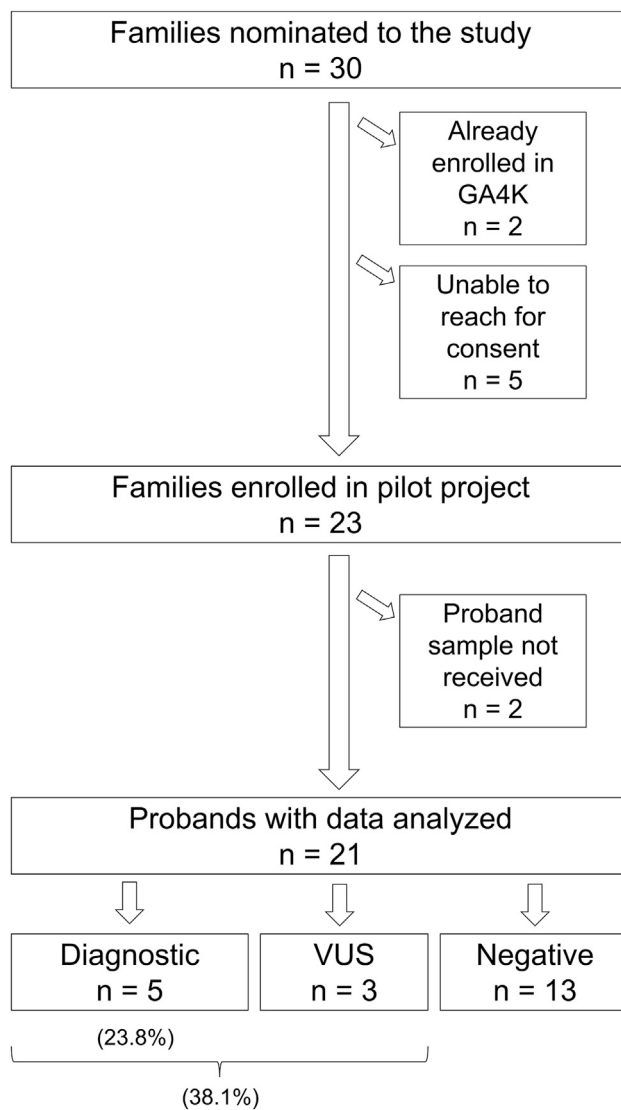 Families nominated to the study
n = 30
Already
enrolled in
GA4K
n = 2
Unable to
reach for
consent
n = 5
Families enrolled in pilot project
n = 23
Proband
sample not
received
n = 2
Probands with data analyzed
n = 21
Diagnostic
n = 5
VUS
n = 3
Negative
n = 13
(23.8%)
(38.1%)